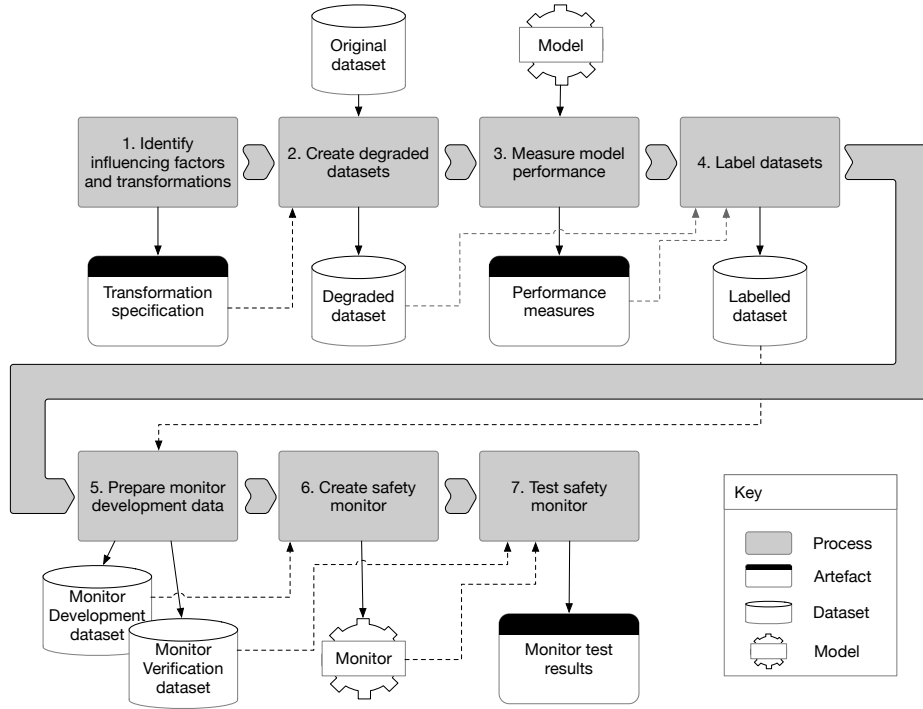 Original
dataset
Model
1. Identify
influencing factors
and transformations
2. Create degraded
datasets
3. Measure model
performance
4. Label datasets
Transformation
specification
Degraded
dataset
Performance
measures
Labelled
dataset
5. Prepare monitor
development data
6. Create safety
monitor
7. Test safety
monitor
Monitor
Development
dataset
Monitor
Verification
dataset
Monitor
Monitor test
results
Key
Process
Artefact
Dataset
Model